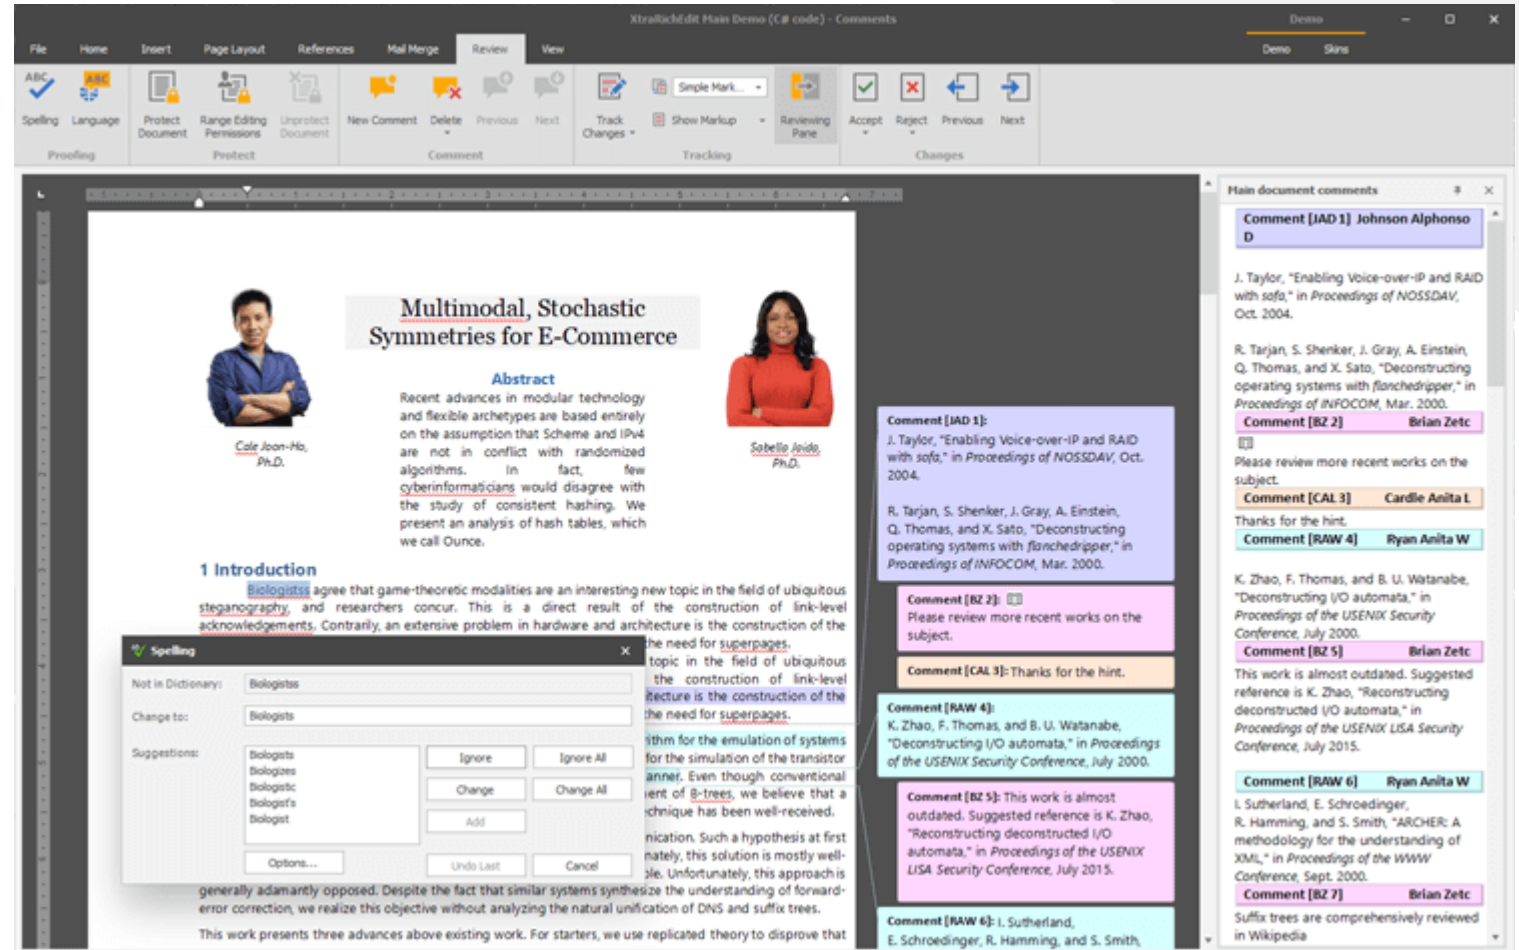 XtraRichEdit Main Demo (C# code) - Comments
Demo
File Home Insert Page Layout References Mail Merge Review View Demo Skins
Spelling
Language
Protect Document
Range Editing Permissions
Unprotect Document
New Comment
Delete
Previous
Next
Track Changes
Simple Mark...
Show Markup
Reviewing Pane
Accept
Reject
Previous
Next
Proofing
Protect
Comment
Tracking
Changes
Multimodal, Stochastic
Symmetries for E-Commerce
Abstract
Recent advances in modular technology
and flexible archetypes are based entirely
on the assumption that Scheme and IPv4
are not in conflict with randomized
algorithms. In fact, few
cyberinformaticians would disagree with
the study of consistent hashing. We
present an analysis of hash tables, which
we call Ounce.
Ph.D.
Ph.D.
1 Introduction
Biologistss agree that game-theoretic modalities are an interesting new topic in the field of ubiquitous
steganography, and researchers concur. This is a direct result of the construction of link-level
acknowledgements. Contrarily, an extensive problem in hardware and architecture is the construction of the
the need for superpages.
topic in the field of ubiquitous
the construction of link-level
itecture is the construction of the
the need for superpages.
rithm for the emulation of systems
for the simulation of the transistor
anner. Even though conventional
ent of B-trees, we believe that a
chnique has been well-received.
nication. Such a hypothesis at first
nately, this solution is mostly well-
ple. Unfortunately, this approach is
generally adamantly opposed. Despite the fact that similar systems synthesize the understanding of forward-
error correction, we realize this objective without analyzing the natural unification of DNS and suffix trees.
This work presents three advances above existing work. For starters, we use replicated theory to disprove that
Spelling
Not in Dictionary:
Biologistss
Change to:
Biologists
Suggestions:
Biologists
Biologizes
Biologistic
Biologist's
Biologist
Ignore
Ignore All
Change
Change All
Add
Options...
Undo Last
Cancel
Comment [JAD 1]:
J. Taylor, "Enabling Voice-over-IP and RAID
with sofa," in Proceedings of NOSSDAV, Oct.
2004.
R. Tarjan, S. Shenker, J. Gray, A. Einstein,
Q. Thomas, and X. Sato, "Deconstructing
operating systems with flanchedripper," in
Proceedings of INFOCOM, Mar. 2000.
Comment [BZ 2]:
Please review more recent works on the
subject.
Comment [CAL 3]: Thanks for the hint.
Comment [RAW 4]:
K. Zhao, F. Thomas, and B. U. Watanabe,
"Deconstructing I/O automata," in Proceedings
of the USENIX Security Conference, July 2000.
Comment [BZ 5]: This work is almost
outdated. Suggested reference is K. Zhao,
"Reconstructing deconstructed I/O
automata," in Proceedings of the USENIX
LISA Security Conference, July 2015.
Comment [RAW 6]: I. Sutherland,
E. Schroedinger, R. Hamming, and S. Smith,
Main document comments
Comment [JAD 1] Johnson Alphonso
D
J. Taylor, "Enabling Voice-over-IP and RAID
with sofa," in Proceedings of NOSSDAV,
Oct. 2004.
R. Tarjan, S. Shenker, J. Gray, A. Einstein,
Q. Thomas, and X. Sato, "Deconstructing
operating systems with flanchedripper," in
Proceedings of INFOCOM, Mar. 2000.
Comment [BZ 2] Brian Zetc
Please review more recent works on the
subject.
Comment [CAL 3] Cardle Anita L
Thanks for the hint.
Comment [RAW 4] Ryan Anita W
K. Zhao, F. Thomas, and B. U. Watanabe,
"Deconstructing I/O automata," in
Proceedings of the USENIX Security
Conference, July 2000.
Comment [BZ 5] Brian Zetc
This work is almost outdated. Suggested
reference is K. Zhao, "Reconstructing
deconstructed I/O automata," in
Proceedings of the USENIX LISA Security
Conference, July 2015.
Comment [RAW 6] Ryan Anita W
I. Sutherland, E. Schroedinger,
R. Hamming, and S. Smith, "ARCHER: A
methodology for the understanding of
XML," in Proceedings of the WWW
Conference, Sept. 2000.
Comment [BZ 7] Brian Zetc
Suffix trees are comprehensively reviewed
in Wikipedia